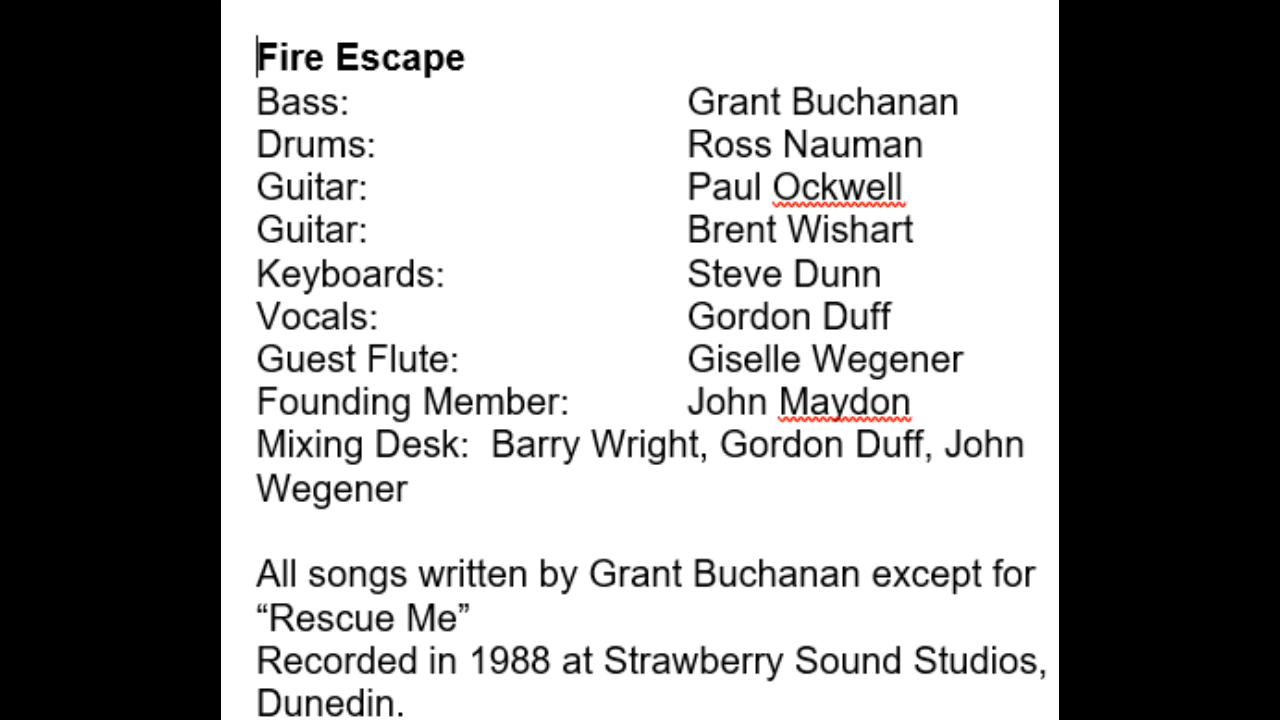 Fire Escape
Bass: Grant Buchanan
Drums: Ross Nauman
Guitar: Paul Ockwell
Guitar: Brent Wishart
Keyboards: Steve Dunn
Vocals: Gordon Duff
Guest Flute: Giselle Wegener
Founding Member: John Maydon
Mixing Desk: Barry Wright, Gordon Duff, John
Wegener
All songs written by Grant Buchanan except for
“Rescue Me”
Recorded in 1988 at Strawberry Sound Studios,
Dunedin.